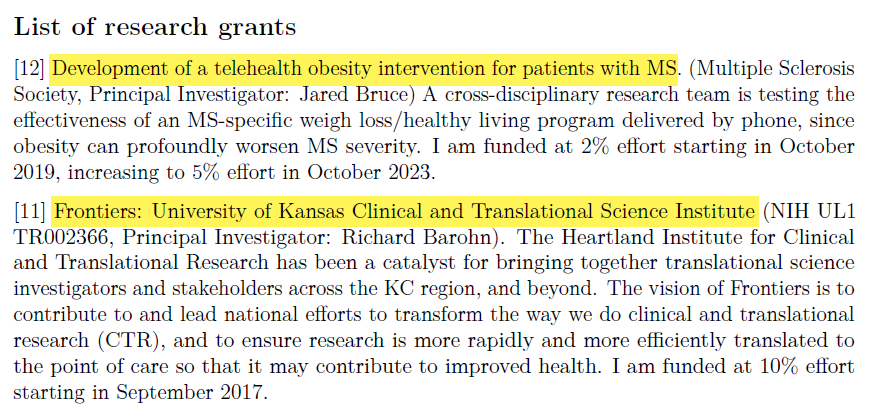 List of research grants
[12] Development of a telehealth obesity intervention for patients with MS. (Multiple Sclerosis
Society, Principal Investigator: Jared Bruce) A cross-disciplinary research team is testing the
effectiveness of an MS-specific weigh loss/healthy living program delivered by phone, since
obesity can profoundly worsen MS severity. I am funded at 2% effort starting in October
2019, increasing to 5% effort in October 2023.
[11] Frontiers: University of Kansas Clinical and Translational Science Institute (NIH UL1
TR002366, Principal Investigator: Richard Barohn). The Heartland Institute for Clinical
and Translational Research has been a catalyst for bringing together translational science
investigators and stakeholders across the KC region, and beyond. The vision of Frontiers is to
contribute to and lead national efforts to transform the way we do clinical and translational
research (CTR), and to ensure research is more rapidly and more efficiently translated to
the point of care so that it may contribute to improved health. I am funded at 10% effort
starting in September 2017.